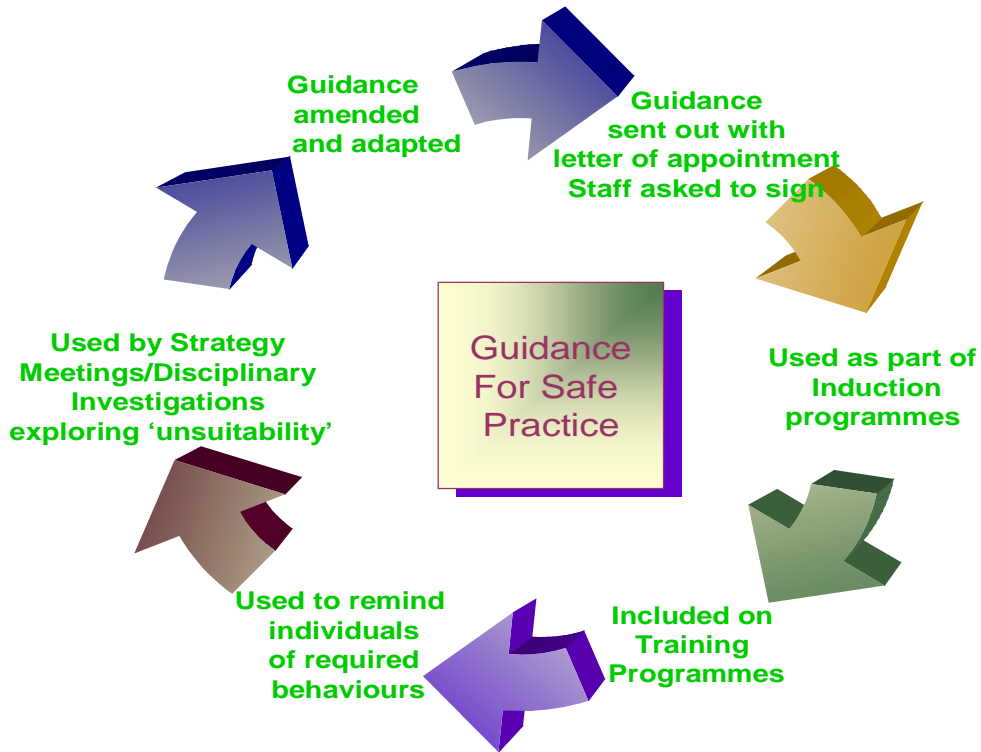 Guidance
amended
and adapted
Guidance
sent out with
letter of appointment
Staff asked to sign
Used as part of
Induction
programmes
Included on
Training
Programmes
Used to remind
individuals
of required
behaviours
Used by Strategy
Meetings/Disciplinary
Investigations
exploring ‘unsuitability’
Guidance
For Safe
Practice